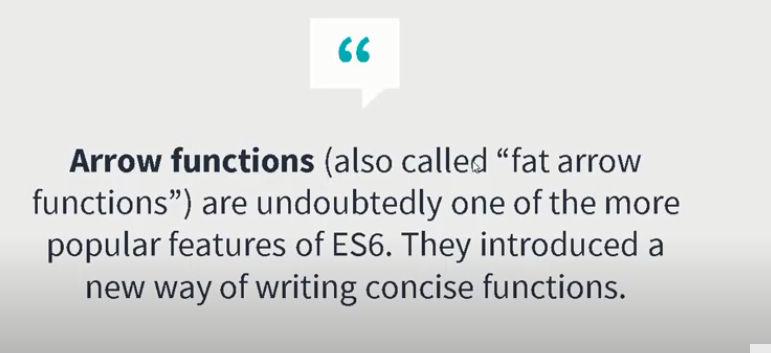 “
Arrow functions (also called “fat arrow
functions”) are undoubtedly one of the more
popular features of ES6. They introduced a
new way of writing concise functions.